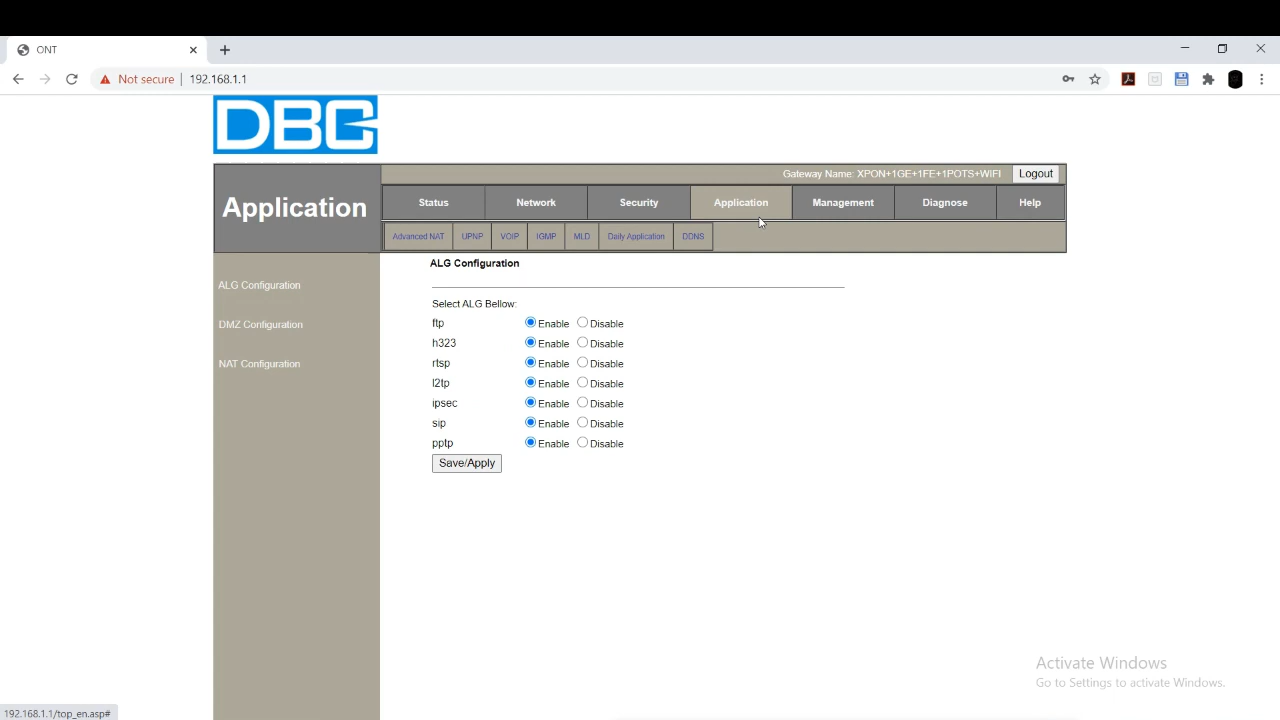 ONT
Not secure | 192.168.1.1
DBC
Gateway Name: XPON+1GE+1FE+1POTS+WIFI Logout
Application
Status Network Security Application Management Diagnose Help
Advanced NAT UPNP VOIP IGMP MLD Daily Application DDNS
ALG Configuration
DMZ Configuration
NAT Configuration
ALG Configuration
Select ALG Bellow:
ftp Enable Disable
h323 Enable Disable
rtsp Enable Disable
l2tp Enable Disable
ipsec Enable Disable
sip Enable Disable
pptp Enable Disable
Save/Apply
Activate Windows
Go to Settings to activate Windows.
192.168.1.1/top_en.asp#